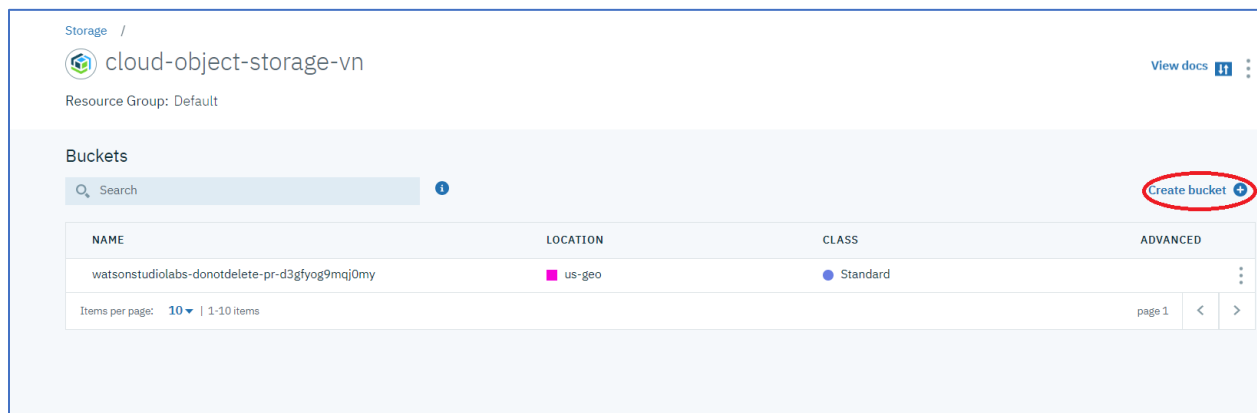 Storage /
cloud-object-storage-vn
View docs
Resource Group: Default
Buckets
Search
Create bucket
NAME LOCATION CLASS ADVANCED
watsonstudiolabs-donotdelete-pr-d3gfyog9mqj0my us-geo Standard
Items per page: 10 | 1-10 items page 1 < >